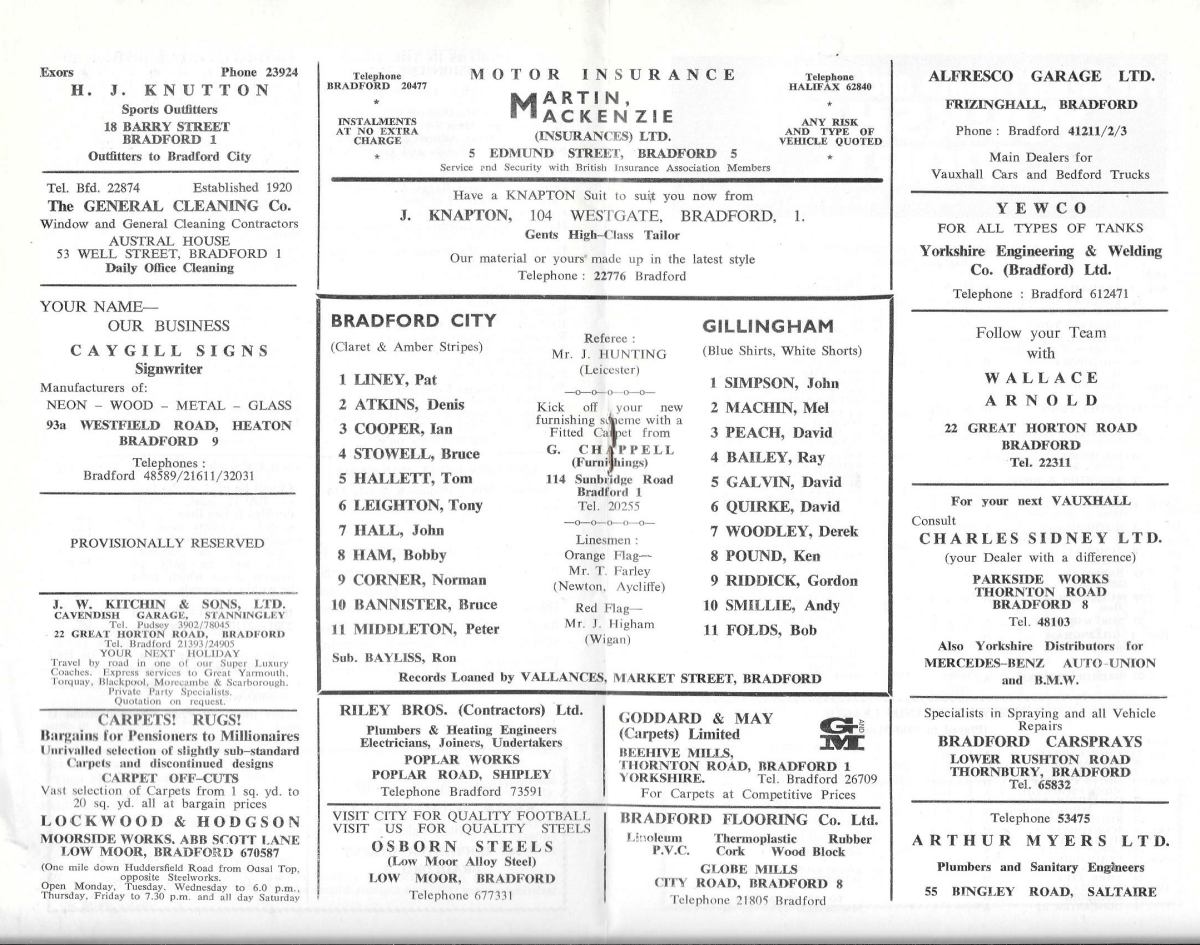 Exors Phone 23924
H. J. KNUTTON
Sports Outfitters
18 BARRY STREET
BRADFORD 1
Outfitters to Bradford City
Tel. Bfd. 22874 Established 1920
The GENERAL CLEANING Co.
Window and General Cleaning Contractors
AUSTRAL HOUSE
53 WELL STREET, BRADFORD 1
Daily Office Cleaning
YOUR NAME—
OUR BUSINESS
CAYGILL SIGNS
Signwriter
Manufacturers of:
NEON – WOOD – METAL – GLASS
93a WESTFIELD ROAD, HEATON
BRADFORD 9
Telephones :
Bradford 48589/21611/32031
PROVISIONALLY RESERVED
J. W. KITCHIN & SONS, LTD.
CAVENDISH GARAGE, STANNINGLEY
Tel. Pudsey 3902/78045
22 GREAT HORTON ROAD, BRADFORD
Tel. Bradford 21393/24905
YOUR NEXT HOLIDAY
Travel by road in one of our Super Luxury
Coaches. Express services to Great Yarmouth,
Torquay, Blackpool, Morecambe & Scarborough.
Private Party Specialists.
Quotation on request.
CARPETS! RUGS!
Bargains for Pensioners to Millionaires
Unrivalled selection of slightly sub-standard
Carpets and discontinued designs
CARPET OFF-CUTS
Vast selection of Carpets from 1 sq. yd. to
20 sq. yd. all at bargain prices
LOCKWOOD & HODGSON
MOORSIDE WORKS, ABB SCOTT LANE
LOW MOOR, BRADFORD 670587
(One mile down Huddersfield Road from Odsal Top,
opposite Steelworks.
Open Monday, Tuesday, Wednesday to 6.0 p.m.,
Thursday, Friday to 7.30 p.m. and all day Saturday
Telephone
BRADFORD 20477
*
INSTALMENTS
AT NO EXTRA
CHARGE
*
MOTOR INSURANCE
MARTIN,
MACKENZIE
(INSURANCES) LTD.
5 EDMUND STREET, BRADFORD 5
Service and Security with British Insurance Association Members
Telephone
HALIFAX 62840
*
ANY RISK
AND TYPE OF
VEHICLE QUOTED
*
Have a KNAPTON Suit to suit you now from
J. KNAPTON, 104 WESTGATE, BRADFORD, 1.
Gents High-Class Tailor
Our material or yours made up in the latest style
Telephone : 22776 Bradford
BRADFORD CITY
(Claret & Amber Stripes)
1 LINEY, Pat
2 ATKINS, Denis
3 COOPER, Ian
4 STOWELL, Bruce
5 HALLETT, Tom
6 LEIGHTON, Tony
7 HALL, John
8 HAM, Bobby
9 CORNER, Norman
10 BANNISTER, Bruce
11 MIDDLETON, Peter
Sub. BAYLISS, Ron
Referee :
Mr. J. HUNTING
(Leicester)
—o—o—o—o—o—
Kick off your new
furnishing scheme with a
Fitted Carpet from
G. CHAPPELL
(Furnishings)
114 Sunbridge Road
Bradford 1
Tel. 20255
—o—o—o—o—o—
Linesmen :
Orange Flag—
Mr. T. Farley
(Newton, Aycliffe)
Red Flag—
Mr. J. Higham
(Wigan)
GILLINGHAM
(Blue Shirts, White Shorts)
1 SIMPSON, John
2 MACHIN, Mel
3 PEACH, David
4 BAILEY, Ray
5 GALVIN, David
6 QUIRKE, David
7 WOODLEY, Derek
8 POUND, Ken
9 RIDDICK, Gordon
10 SMILLIE, Andy
11 FOLDS, Bob
Records Loaned by VALLANCES, MARKET STREET, BRADFORD
RILEY BROS. (Contractors) Ltd.
Plumbers & Heating Engineers
Electricians, Joiners, Undertakers
POPLAR WORKS
POPLAR ROAD, SHIPLEY
Telephone Bradford 73591
GODDARD & MAY
(Carpets) Limited
G AND M
BEEHIVE MILLS,
THORNTON ROAD, BRADFORD 1
YORKSHIRE. Tel. Bradford 26709
For Carpets at Competitive Prices
VISIT CITY FOR QUALITY FOOTBALL
VISIT US FOR QUALITY STEELS
OSBORN STEELS
(Low Moor Alloy Steel)
LOW MOOR, BRADFORD
Telephone 677331
BRADFORD FLOORING Co. Ltd.
Linoleum Thermoplastic Rubber
P.V.C. Cork Wood Block
GLOBE MILLS
CITY ROAD, BRADFORD 8
Telephone 21805 Bradford
ALFRESCO GARAGE LTD.
FRIZINGHALL, BRADFORD
Phone : Bradford 41211/2/3
Main Dealers for
Vauxhall Cars and Bedford Trucks
YEWCO
FOR ALL TYPES OF TANKS
Yorkshire Engineering & Welding
Co. (Bradford) Ltd.
Telephone : Bradford 612471
Follow your Team
with
WALLACE
ARNOLD
22 GREAT HORTON ROAD
BRADFORD
Tel. 22311
For your next VAUXHALL
Consult
CHARLES SIDNEY LTD.
(your Dealer with a difference)
PARKSIDE WORKS
THORNTON ROAD
BRADFORD 8
Tel. 48103
Also Yorkshire Distributors for
MERCEDES-BENZ AUTO-UNION
and B.M.W.
Specialists in Spraying and all Vehicle
Repairs
BRADFORD CARSPRAYS
LOWER RUSHTON ROAD
THORNBURY, BRADFORD
Tel. 65832
Telephone 53475
ARTHUR MYERS LTD.
Plumbers and Sanitary Engineers
55 BINGLEY ROAD, SALTAIRE